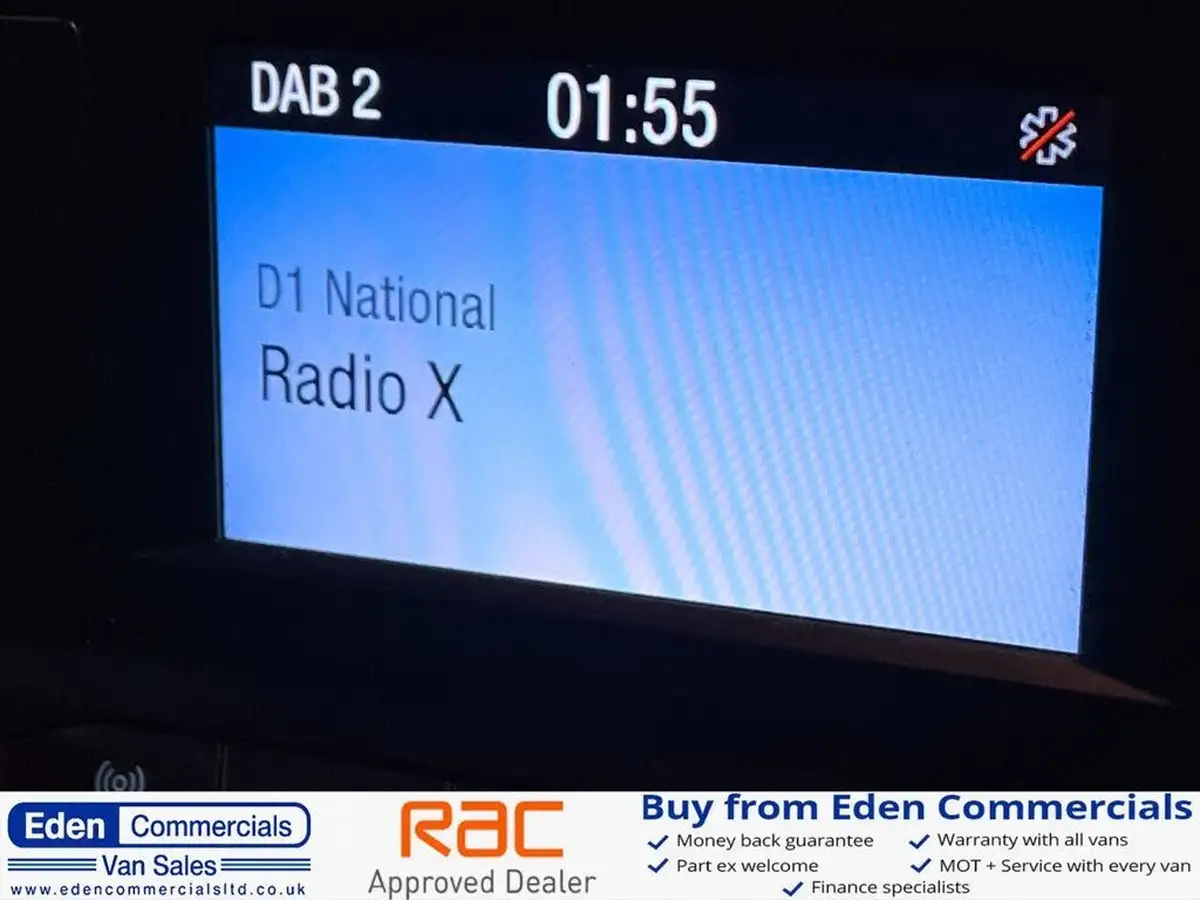 DAB 2
01:55
D1 National
Radio X
Eden Commercials
Van Sales
www.edencommercialsltd.co.uk
RAC
Approved Dealer
Buy from Eden Commercials
Money back guarantee
Warranty with all vans
Part ex welcome
MOT + Service with every van
Finance specialists